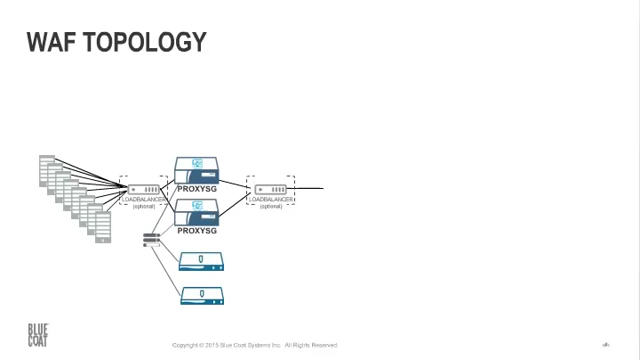 WAF TOPOLOGY
PROXYSG
LOADBALANCER
(optional)
LOADBALANCER
(optional)
PROXYSG
BLUE
COAT
Copyright © 2015 Blue Coat Systems Inc. All Rights Reserved.